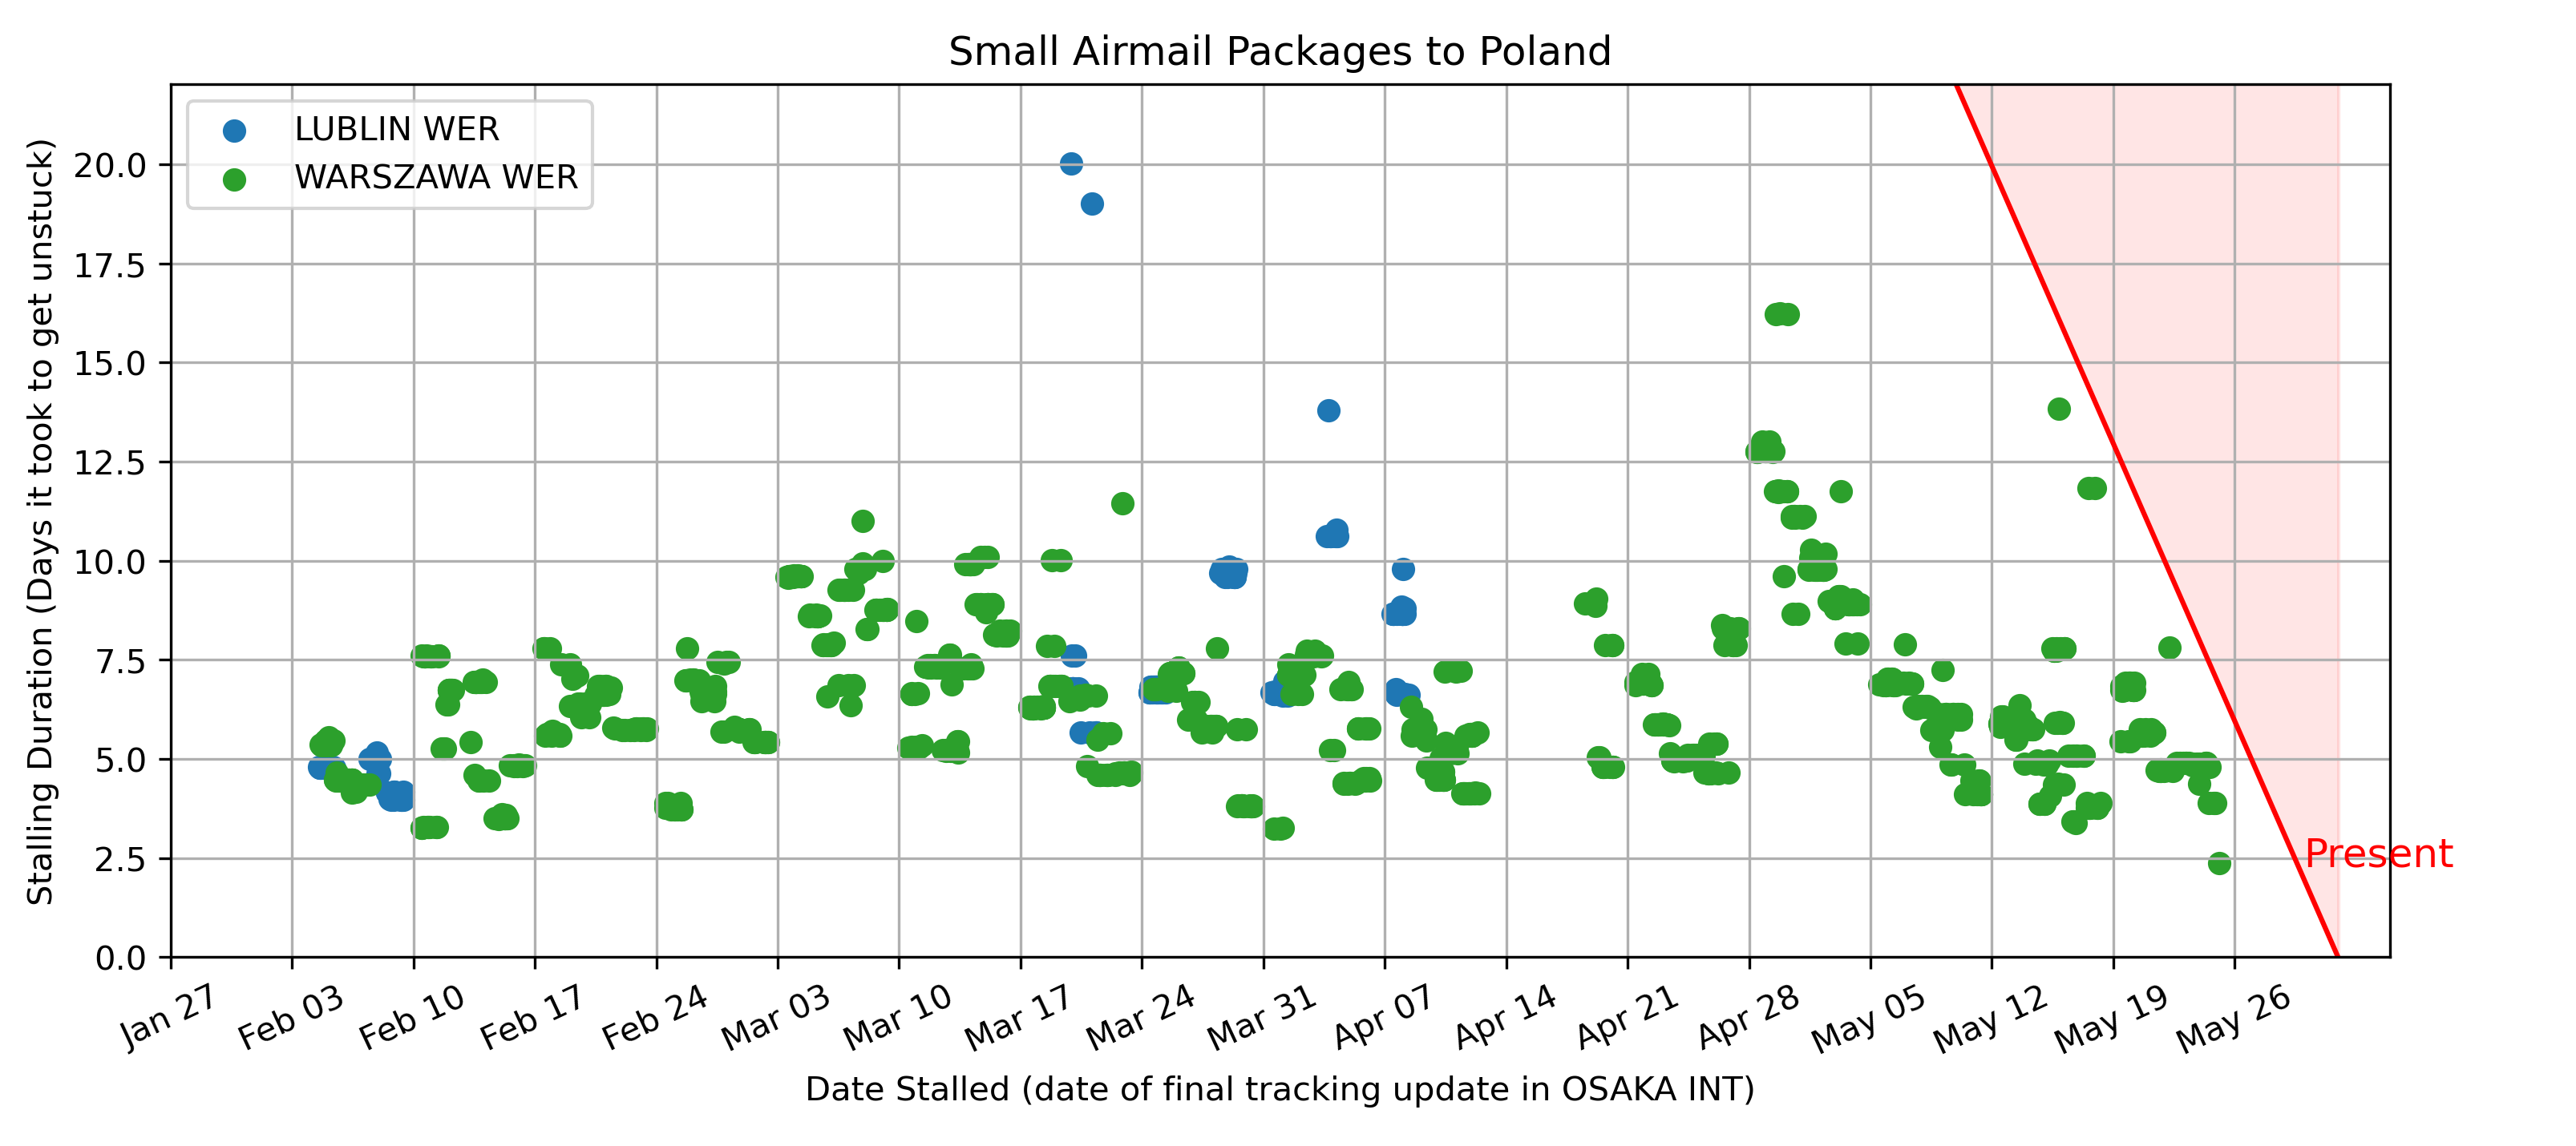 Small Airmail Packages to Poland
LUBLIN WER
WARSZAWA WER
Stalling Duration (Days it took to get unstuck)
20.0
17.5
15.0
12.5
10.0
7.5
5.0
2.5
0.0
Present
Jan 27
Feb 03
Feb 10
Feb 17
Feb 24
Mar 03
Mar 10
Mar 17
Mar 24
Mar 31
Apr 07
Apr 14
Apr 21
Apr 28
May 05
May 12
May 19
May 26
Date Stalled (date of final tracking update in OSAKA INT)